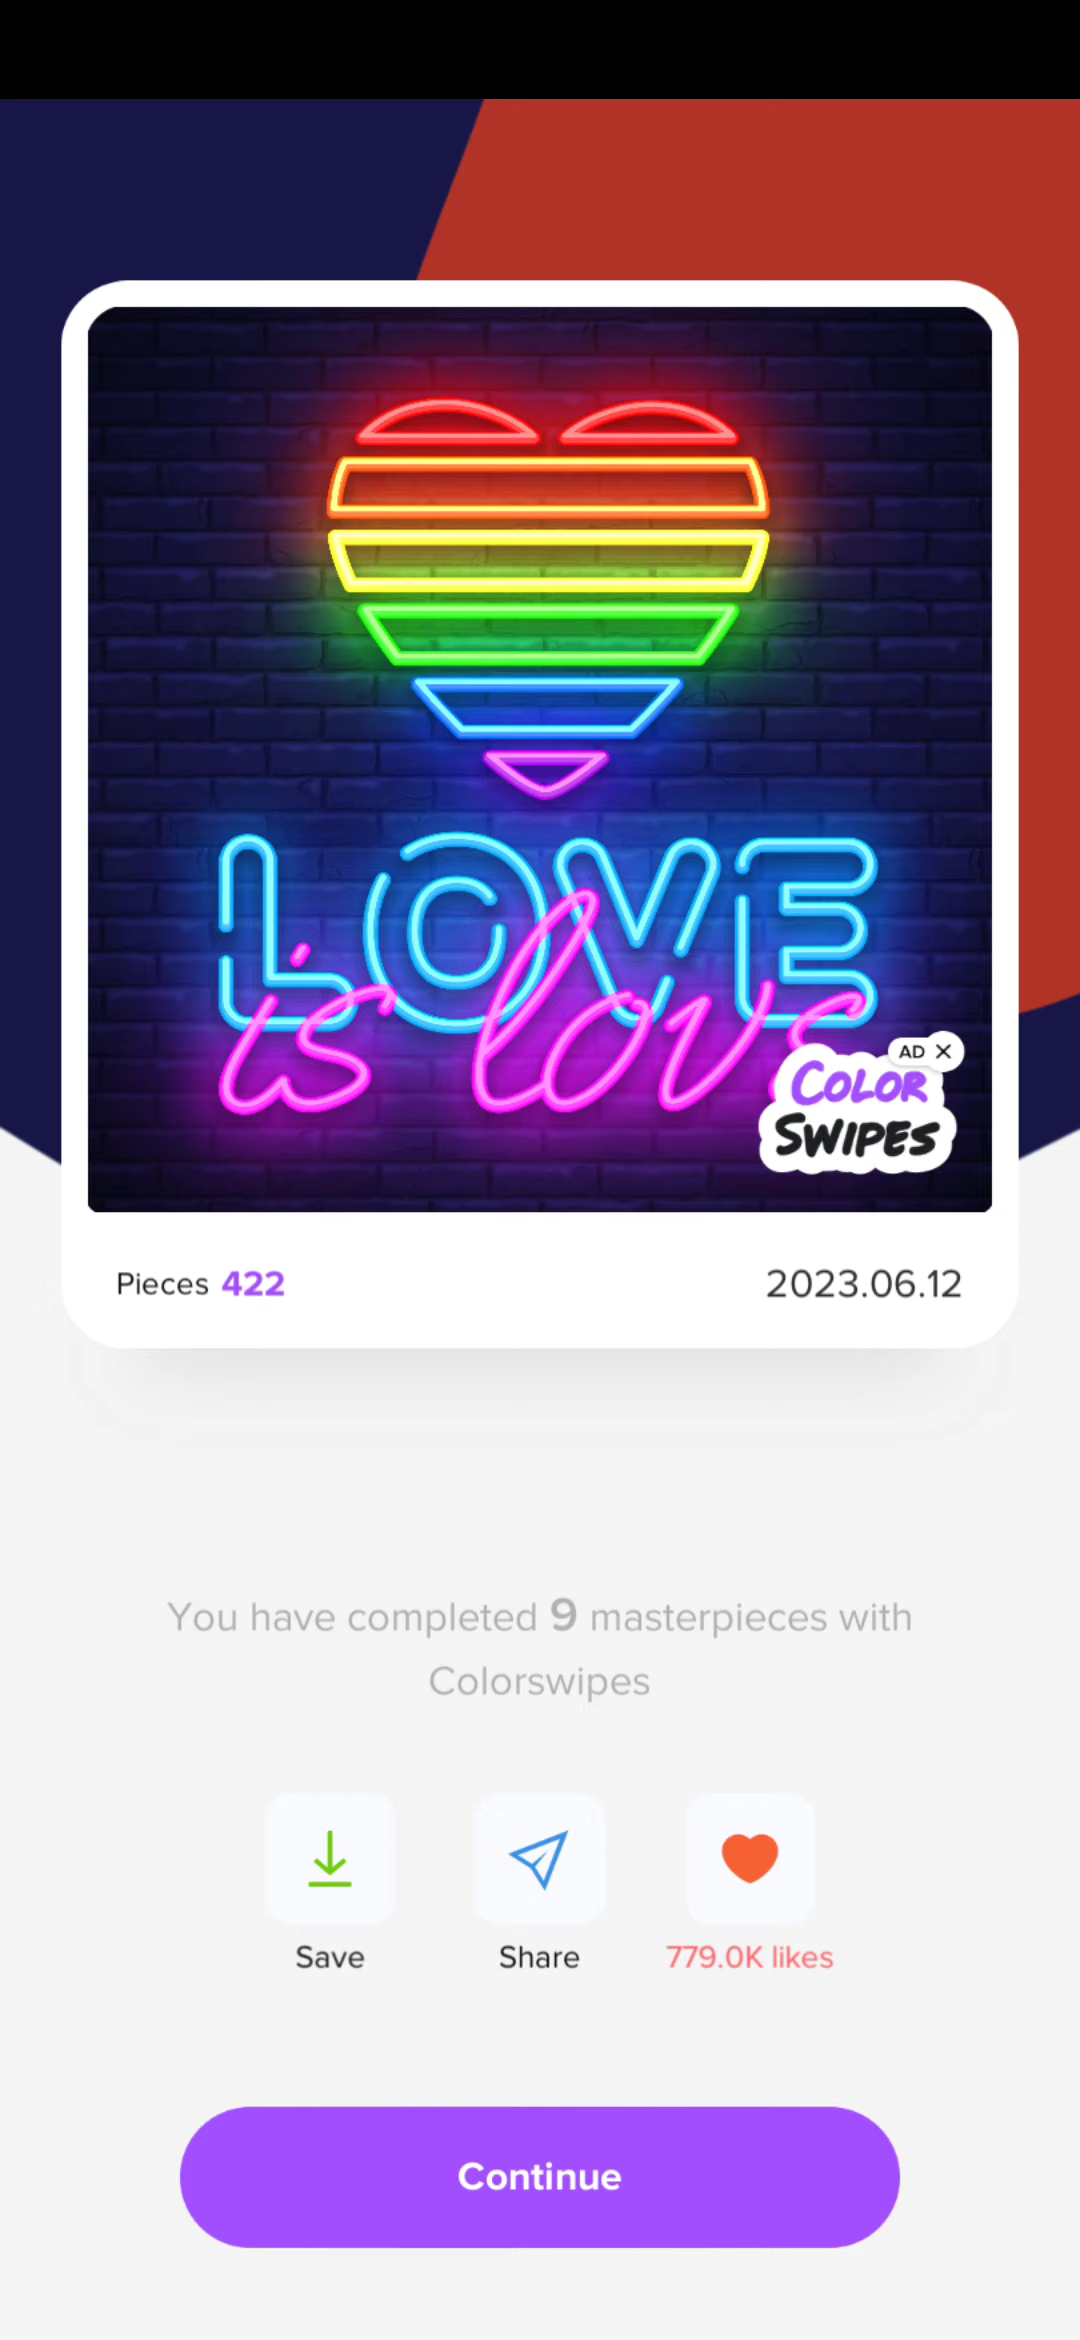 LOVE
is love
AD
COLOR
SWIPES
Pieces 422
2023.06.12
You have completed 9 masterpieces with
Colorswipes
Save
Share
779.0K likes
Continue